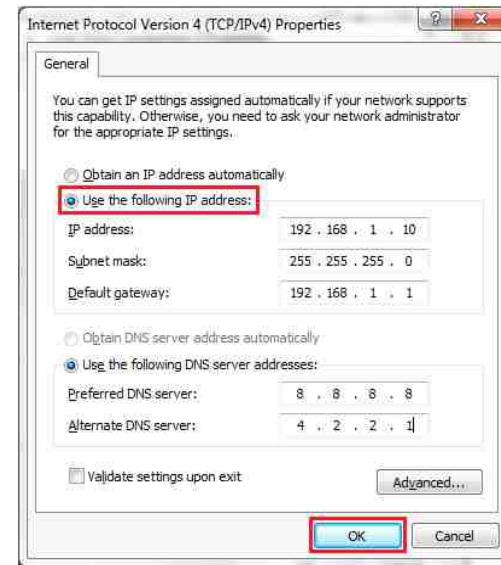 Internet Protocol Version 4 (TCP/IPv4) Properties
General
You can get IP settings assigned automatically if your network supports
this capability. Otherwise, you need to ask your network administrator
for the appropriate IP settings.
Obtain an IP address automatically
Use the following IP address:
IP address: 192 . 168 . 1 . 10
Subnet mask: 255 . 255 . 255 . 0
Default gateway: 192 . 168 . 1 . 1
Obtain DNS server address automatically
Use the following DNS server addresses:
Preferred DNS server: 8 . 8 . 8 . 8
Alternate DNS server: 4 . 2 . 2 . 1
Validate settings upon exit
Advanced...
OK Cancel